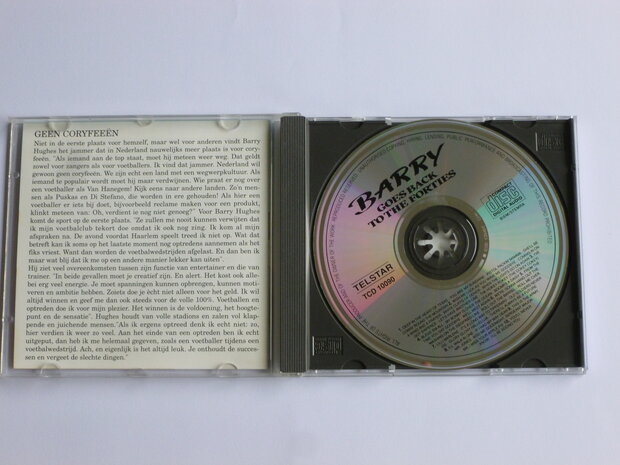 GEEN CORYFEEËN
Niet in de eerste plaats voor hemzelf, maar wel voor anderen vindt Barry
Hughes het jammer dat in Nederland nauwelijks meer plaats is voor cory-
feeën. "Als iemand aan de top staat, moet hij meteen weer weg. Dat geldt
zowel voor zangers als voor voetballers. Ik vind dat jammer. Nederland wil
gewoon geen coryfeeën. We zijn echt een land met een wegwerpkultuur. Als
iemand te populair wordt moet hij maar verdwijnen. Wie praat er nog over
een voetballer als Van Hanegem! Kijk eens naar andere landen. Zo'n men-
sen als Puskas en Di Stefano, die worden in ere gehouden! Als hier een
voetballer er iets bij doet, bijvoorbeeld reclame maken voor een produkt,
klinkt meteen van: Oh, verdient ie nog niet genoeg?" Voor Barry Hughes
komt de sport op de eerste plaats. 'Ze zullen me nooit kunnen verwijten dat
ik mijn voetbalclub tekort doe omdat ik ook nog zing. Ik kom al mijn
afspraken na. De avond voordat Haarlem speelt treed ik niet op. Wat dat
betreft kan ik zoms op het laatste moment nog optredens aannemen als het
fiks vriest. Want dan worden de voetbalwedstrijden afgelast. En dan ben ik
maar wat blij dat ik me op een andere manier lekker kan uiten".
Hij ziet veel overeenkomsten tussen zijn functie van entertainer en die van
trainer. "In beide gevallen moet je creatief zijn. En alert. Het kost ook alle-
bei erg veel energie. Je moet spanningen kunnen opbrengen, kunnen moti-
veren en ambitie hebben. Zoiets doe je écht niet alleen voor het geld. Ik wil
altijd winnen en geef me dan ook steeds voor de volle 100%. Voetballen en
optreden doe ik voor mijn plezier. Het winnen is de voldoening, het hoogte-
punt en de sensatie". Hughes houdt van volle stadions en zalen vol klap-
pende en juichende mensen."Als ik ergens optreed denk ik echt niet: zo,
hier verdien ik weer zo veel. Aan het einde van een optreden ben ik echt
uitgeput, dan heb ik me helemaal gegeven, zoals een voetballer tijdens een
voetbalwedstrijd. Ach, en eigenlijk is het altijd leuk. Je onthoudt de succes-
sen en vergeet de slechte dingen."
BARRY
GOES BACK
TO THE FORTIES
COMPACT
disc
DIGITAL AUDIO
TELSTAR
TCD 10090